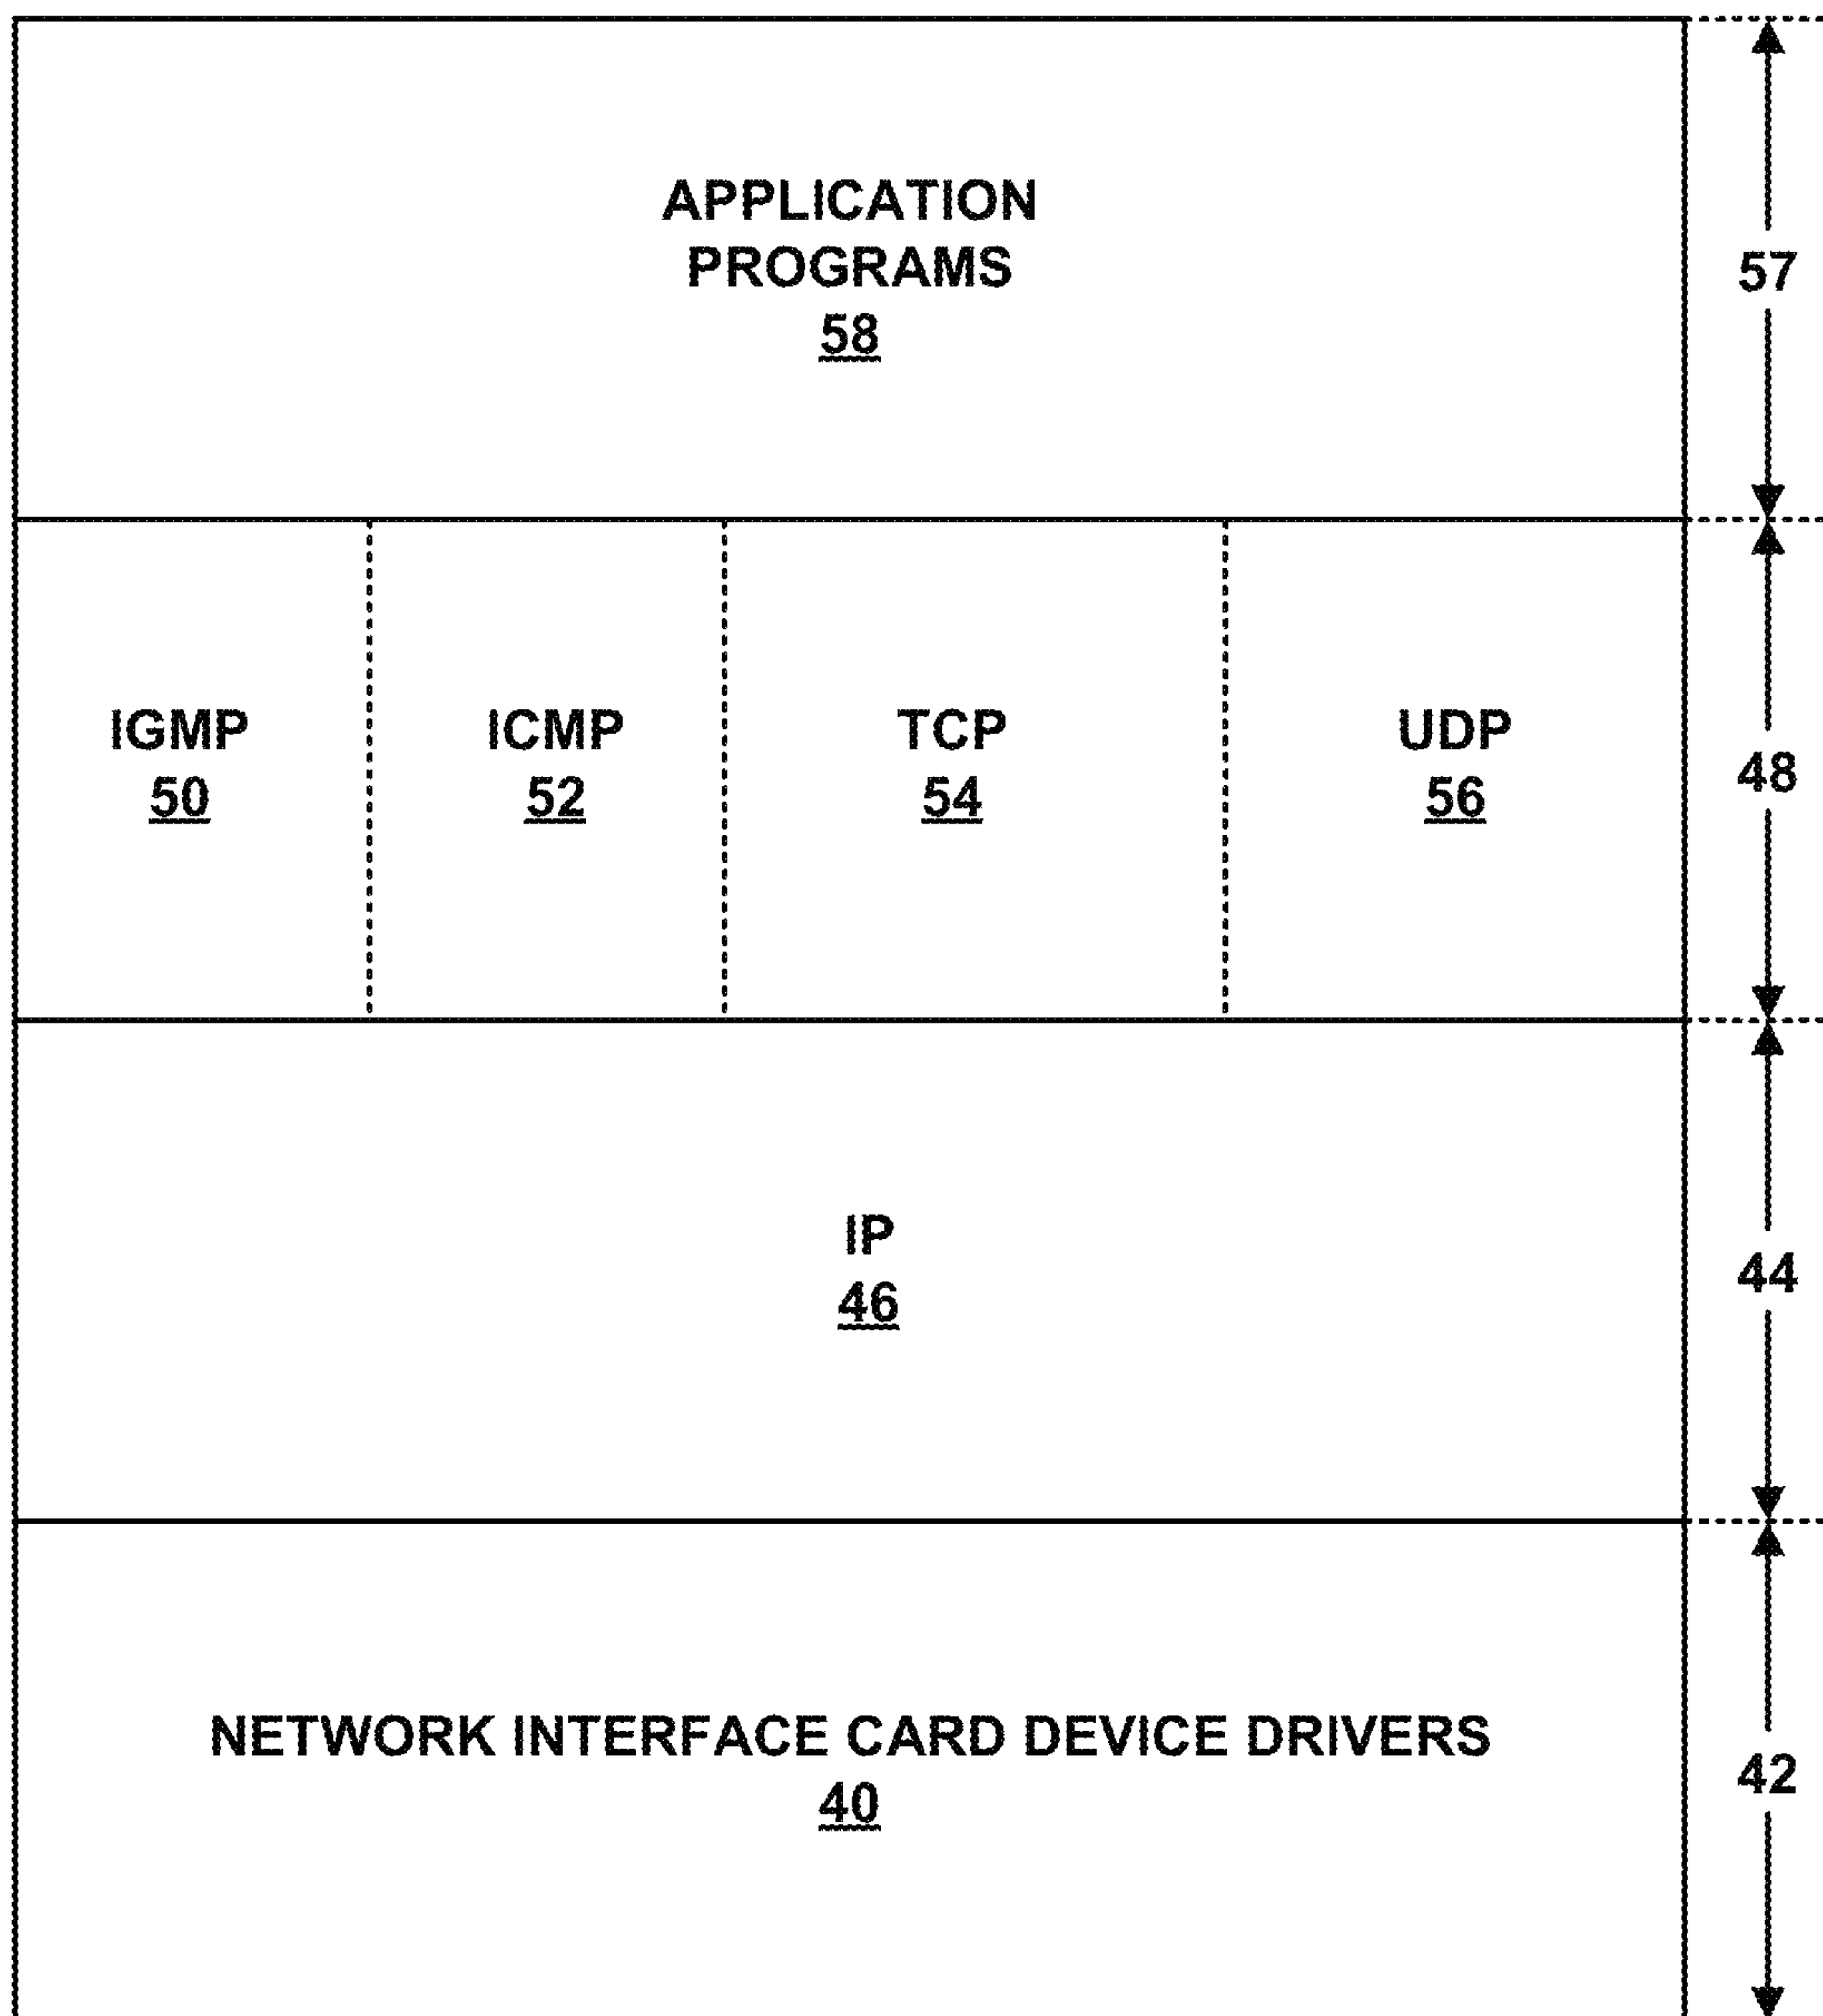 APPLICATION
PROGRAMS
58
57
IGMP
50
ICMP
52
TCP
54
UDP
56
48
IP
46
44
NETWORK INTERFACE CARD DEVICE DRIVERS
40
42